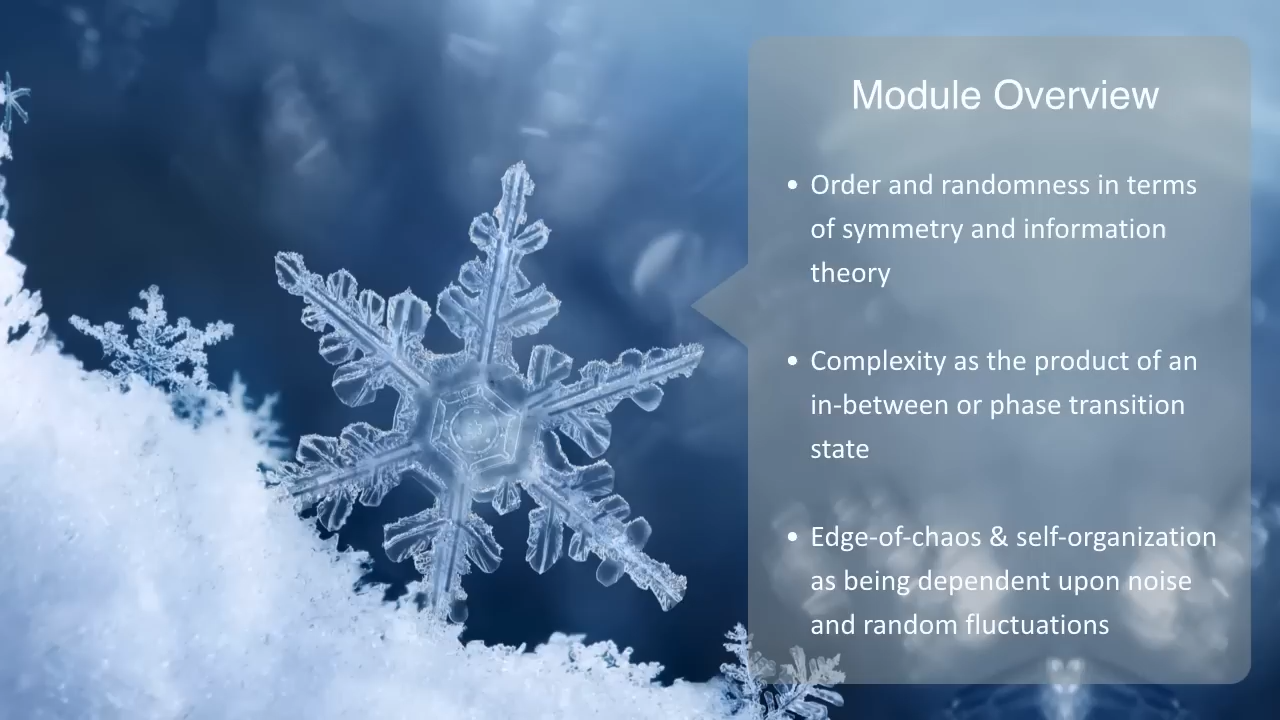 Module Overview
• Order and randomness in terms
of symmetry and information
theory
• Complexity as the product of an
in-between or phase transition
state
• Edge-of-chaos & self-organization
as being dependent upon noise
and random fluctuations